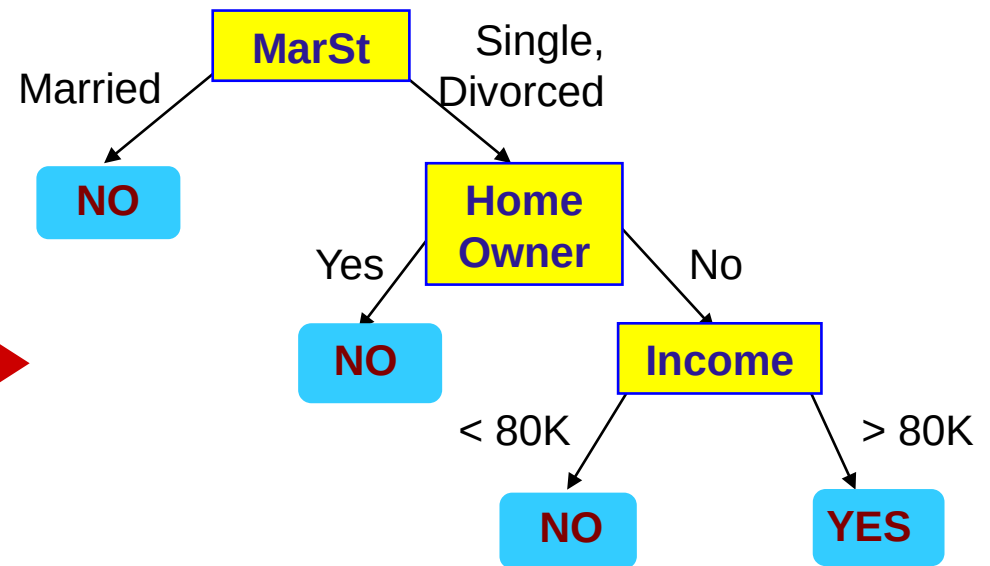 MarSt
Single,
Divorced
Married
NO
Home
Owner
Yes
No
NO
Income
< 80K
> 80K
NO
YES